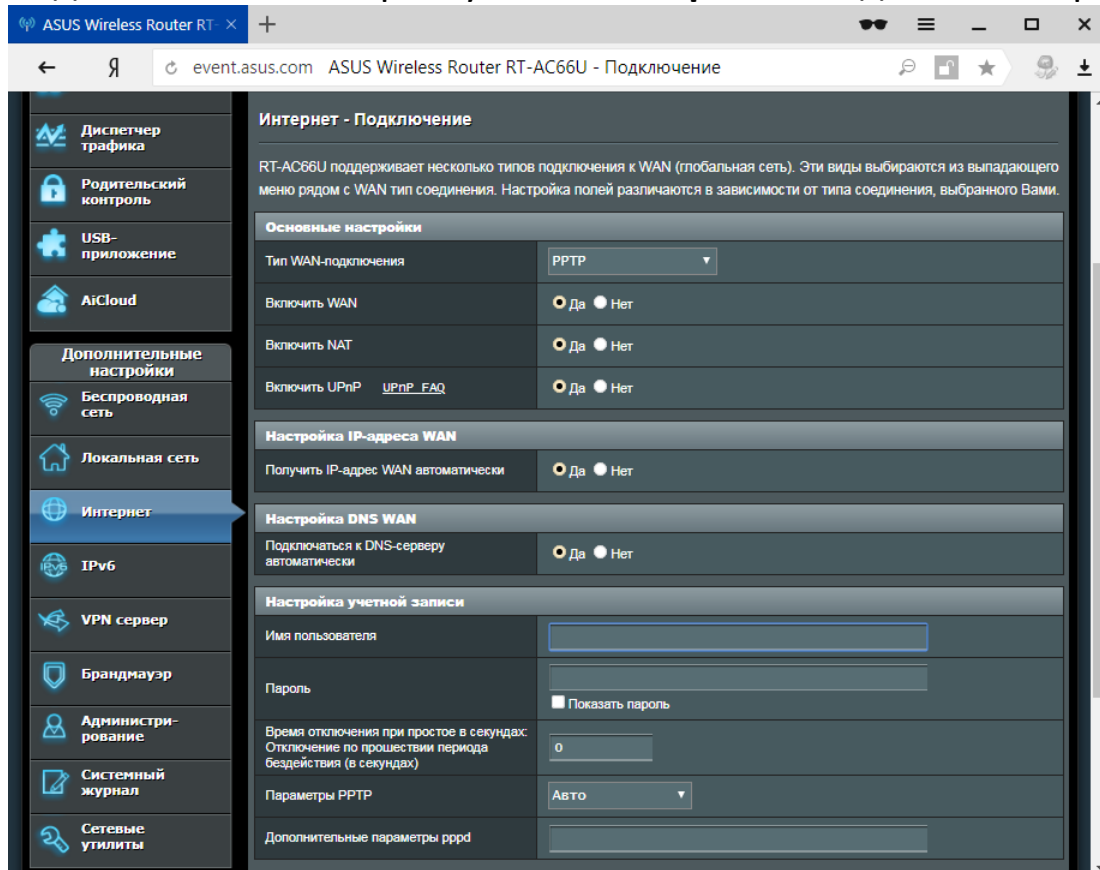 ASUS Wireless Router RT-
event.asus.com ASUS Wireless Router RT-AC66U - Подключение
Диспетчер
трафика
Родительский
контроль
USB-
приложение
AiCloud
Дополнительные
настройки
Беспроводная
сеть
Локальная сеть
Интернет
IPv6
VPN сервер
Брандмауэр
Администри-
рование
Системный
журнал
Сетевые
утилиты
Интернет - Подключение
RT-AC66U поддерживает несколько типов подключения к WAN (глобальная сеть). Эти виды выбираются из выпадающего
меню рядом с WAN тип соединения. Настройка полей различаются в зависимости от типа соединения, выбранного Вами.
Основные настройки
Тип WAN-подключения PPTP
Включить WAN Да Нет
Включить NAT Да Нет
Включить UPnP UPnP FAQ Да Нет
Настройка IP-адреса WAN
Получить IP-адрес WAN автоматически Да Нет
Настройка DNS WAN
Подключаться к DNS-серверу
автоматически
Да Нет
Настройка учетной записи
Имя пользователя
Пароль
Показать пароль
Время отключения при простое в секундах:
Отключение по прошествии периода
бездействия (в секундах)
0
Параметры PPTP Авто
Дополнительные параметры pppd